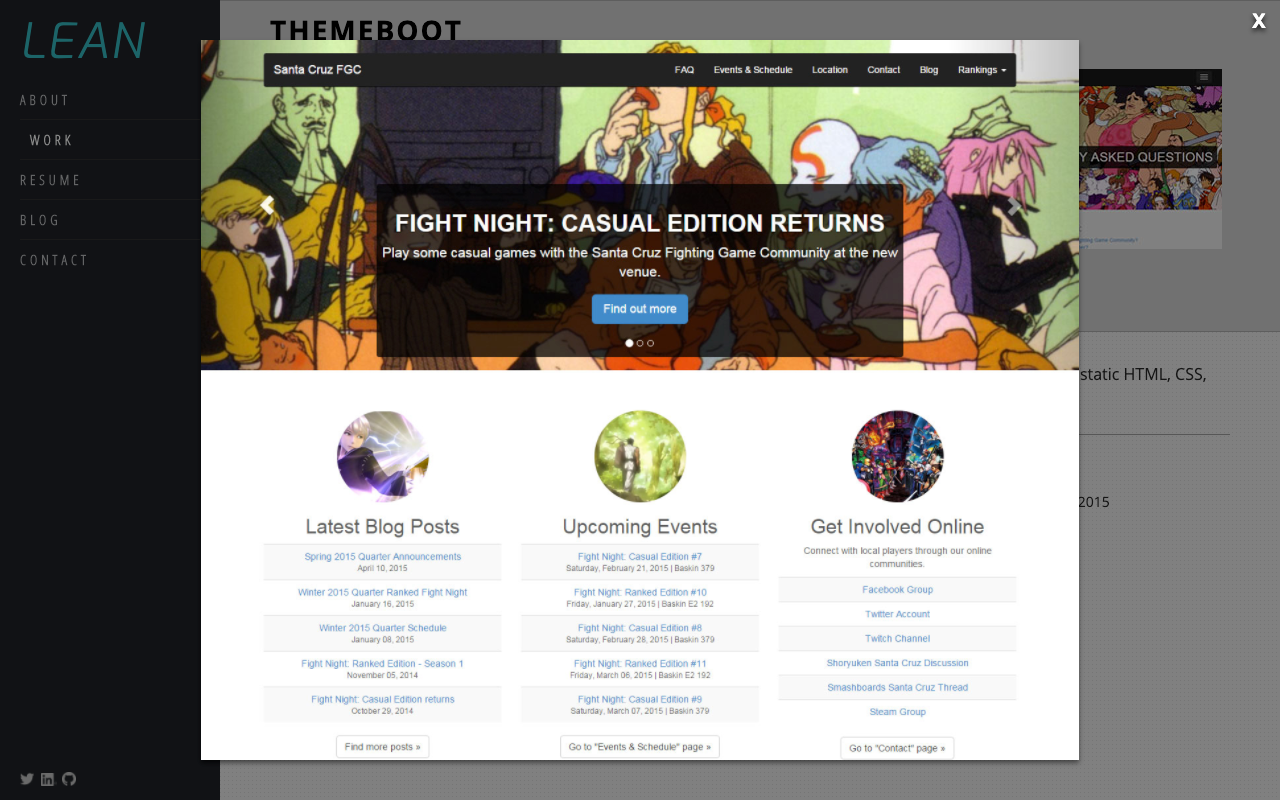 LEAN
ABOUT
WORK
RESUME
BLOG
CONTACT
THEMEBOOT
X
Santa Cruz FGC
FAQ Events & Schedule Location Contact Blog Rankings
FIGHT NIGHT: CASUAL EDITION RETURNS
Play some casual games with the Santa Cruz Fighting Game Community at the new
venue.
Find out more
Y ASKED QUESTIONS
static HTML, CSS,
2015
Latest Blog Posts
Spring 2015 Quarter Announcements
April 10, 2015
Winter 2015 Quarter Ranked Fight Night
January 16, 2015
Winter 2015 Quarter Schedule
January 08, 2015
Fight Night: Ranked Edition - Season 1
November 05, 2014
Fight Night: Casual Edition returns
October 29, 2014
Find more posts »
Upcoming Events
Fight Night: Casual Edition #7
Saturday, February 21, 2015 | Baskin 379
Fight Night: Ranked Edition #10
Friday, January 27, 2015 | Baskin E2 192
Fight Night: Casual Edition #8
Saturday, February 28, 2015 | Baskin 379
Fight Night: Ranked Edition #11
Friday, March 06, 2015 | Baskin E2 192
Fight Night: Casual Edition #9
Saturday, March 07, 2015 | Baskin 379
Go to "Events & Schedule" page »
Get Involved Online
Connect with local players through our online
communities.
Facebook Group
Twitter Account
Twitch Channel
Shoryuken Santa Cruz Discussion
Smashboards Santa Cruz Thread
Steam Group
Go to "Contact" page »